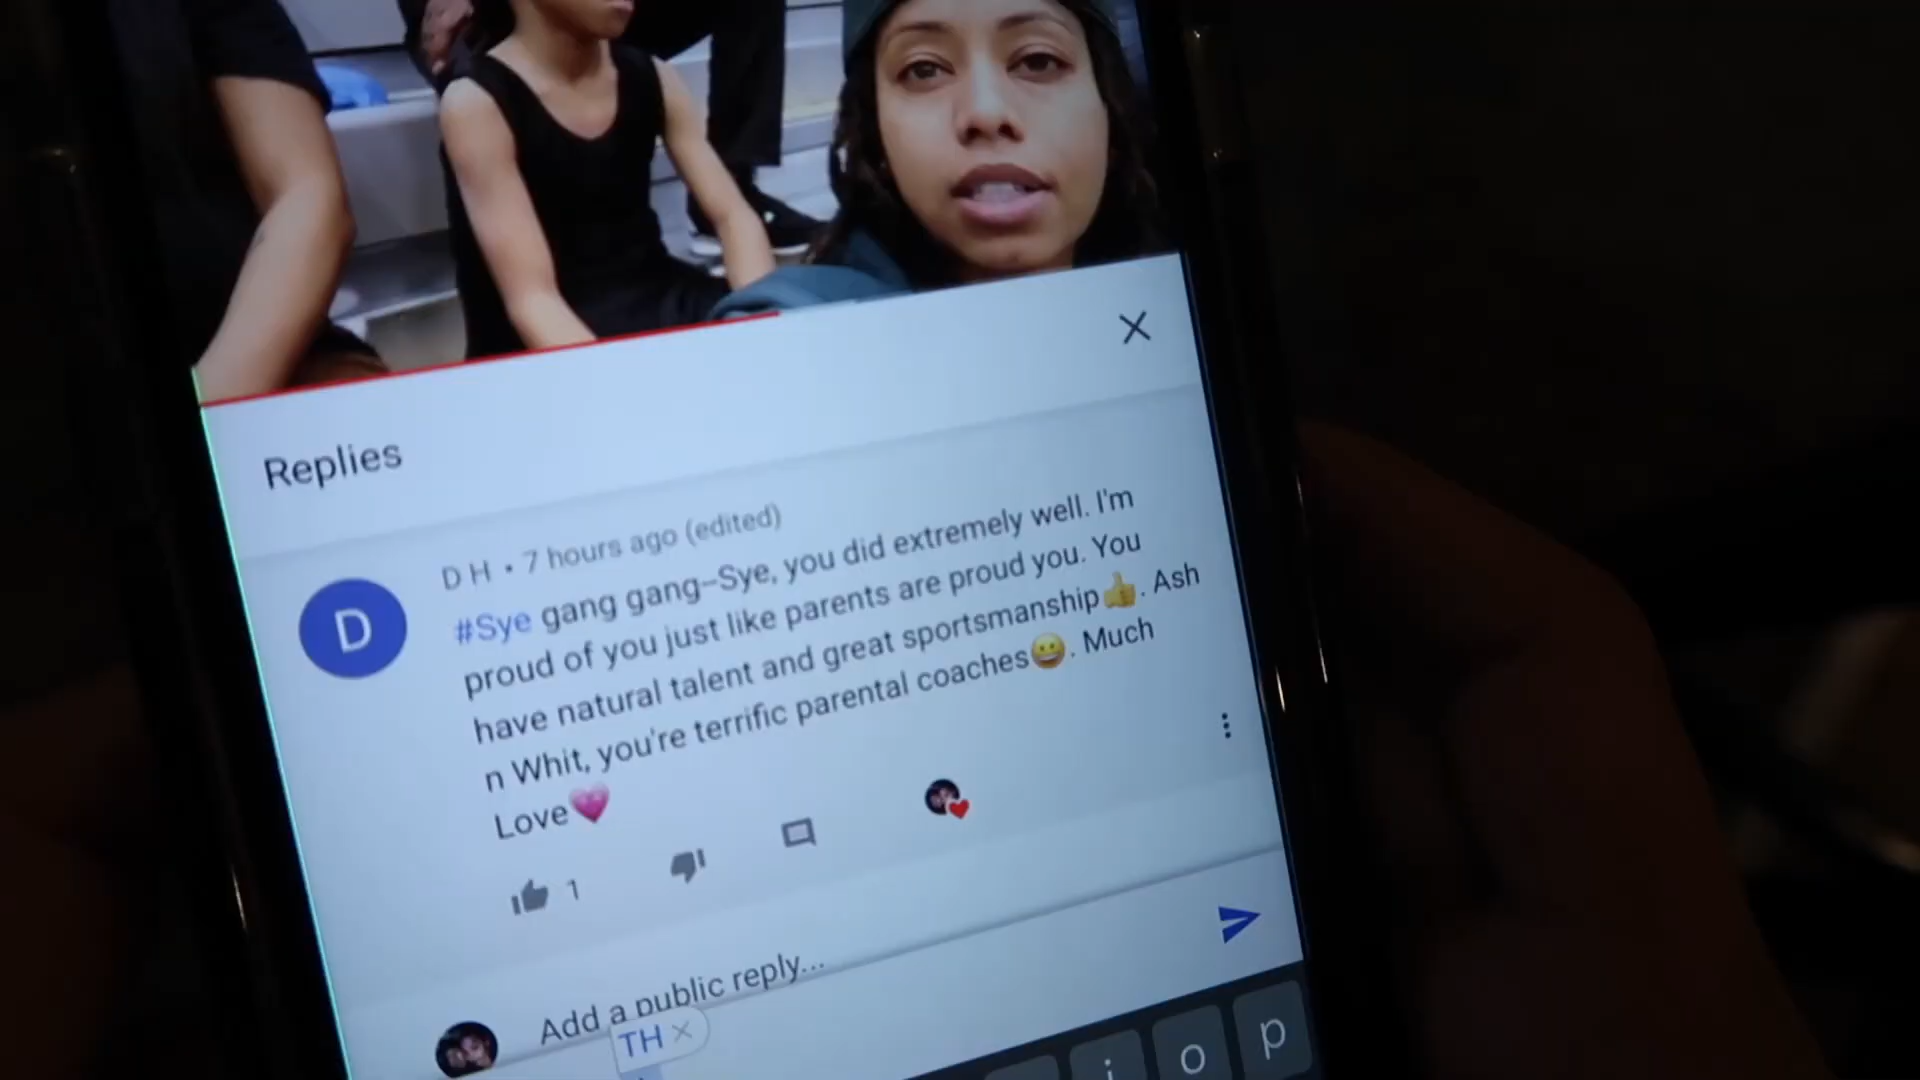 Replies
D H • 7 hours ago (edited)
#Sye gang gang–Sye, you did extremely well. I'm
proud of you just like parents are proud you. You
have natural talent and great sportsmanship👍. Ash
n Whit, you're terrific parental coaches😀. Much
Love💗
D
1
Add a public reply...
TH ×
i o p